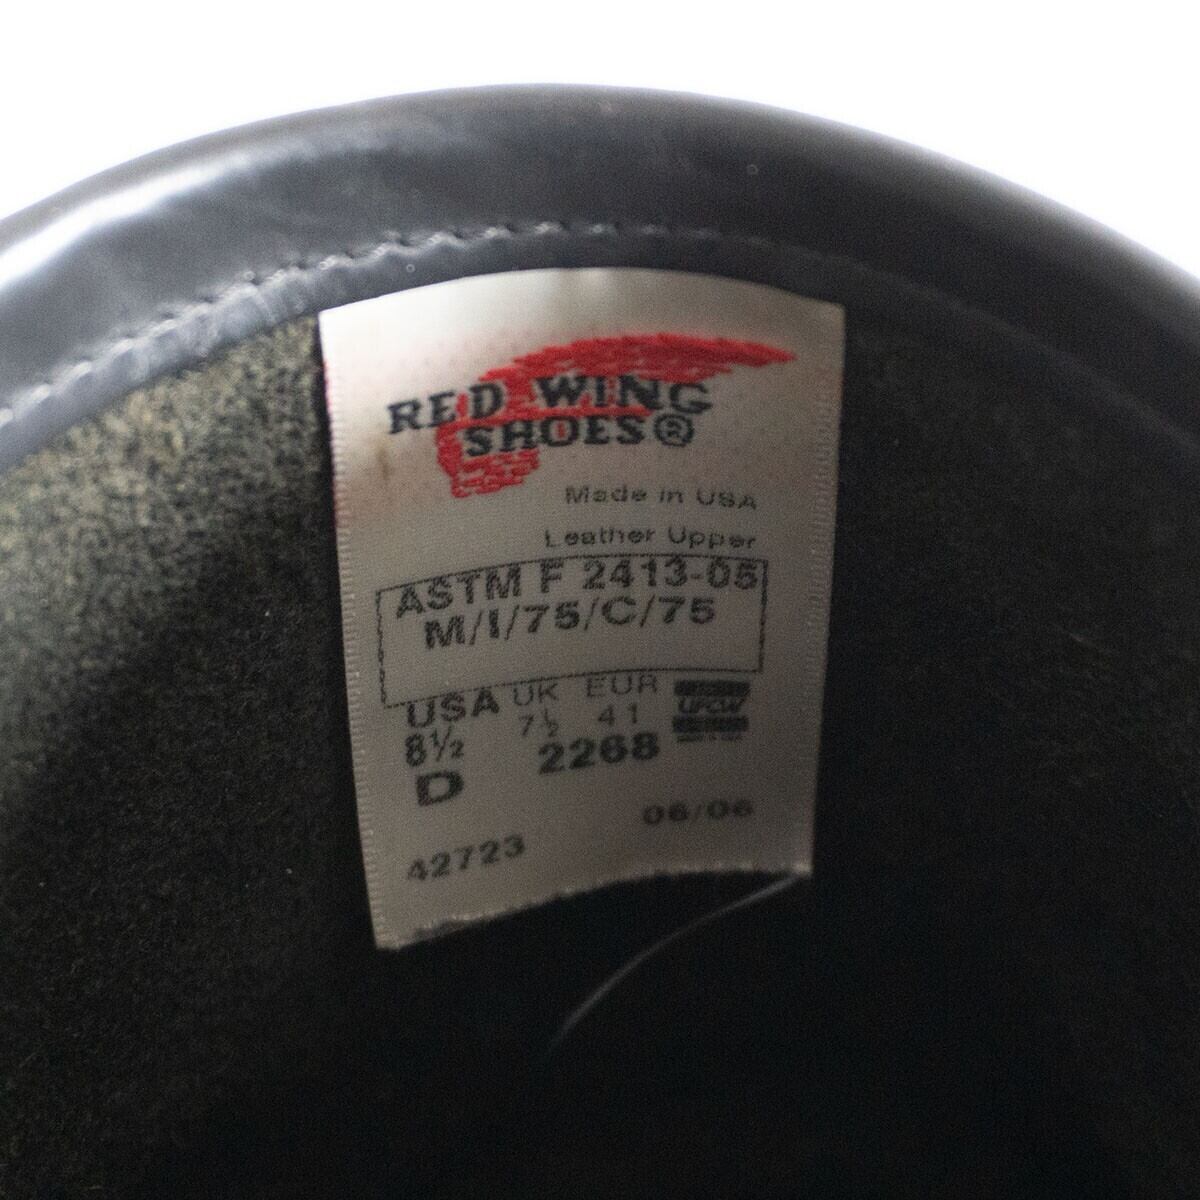 RED WING
SHOES®
Made in USA
Leather Upper
ASTM F 2413-05
M/I/75/C/75
USA UK EUR
8½ 7½ 41
D 2268
UFCW
06/06
42723